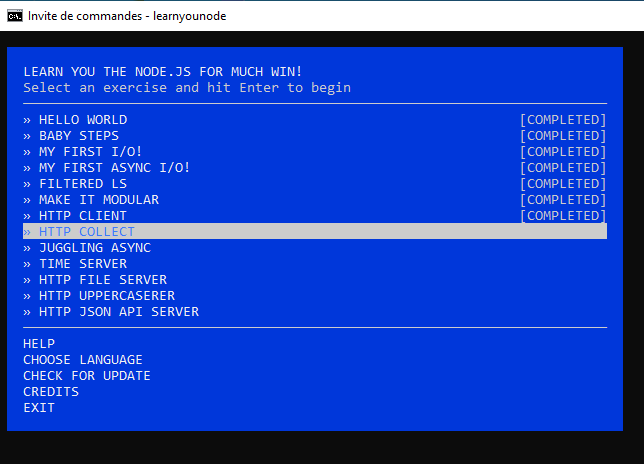 Invite de commandes - learnyounode
LEARN YOU THE NODE.JS FOR MUCH WIN!
Select an exercise and hit Enter to begin
» HELLO WORLD [COMPLETED]
» BABY STEPS [COMPLETED]
» MY FIRST I/O! [COMPLETED]
» MY FIRST ASYNC I/O! [COMPLETED]
» FILTERED LS [COMPLETED]
» MAKE IT MODULAR [COMPLETED]
» HTTP CLIENT [COMPLETED]
» HTTP COLLECT
» JUGGLING ASYNC
» TIME SERVER
» HTTP FILE SERVER
» HTTP UPPERCASERER
» HTTP JSON API SERVER
HELP
CHOOSE LANGUAGE
CHECK FOR UPDATE
CREDITS
EXIT